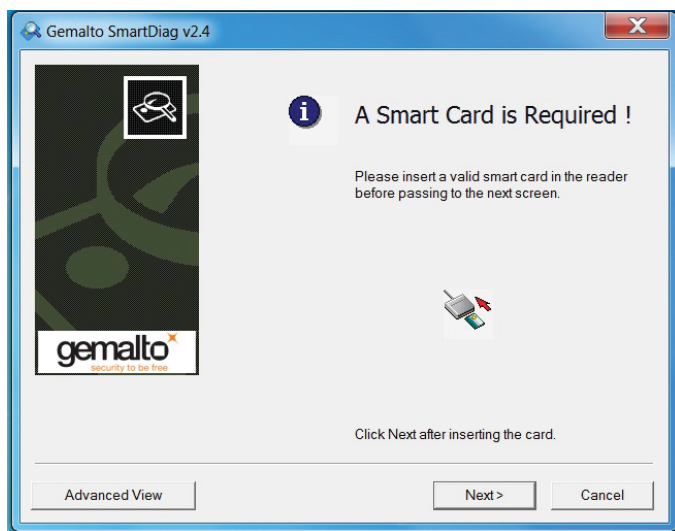 Gemalto SmartDiag v2.4
A Smart Card is Required !
Please insert a valid smart card in the reader
before passing to the next screen.
gemalto
security to be free
Click Next after inserting the card.
Advanced View
Next >
Cancel